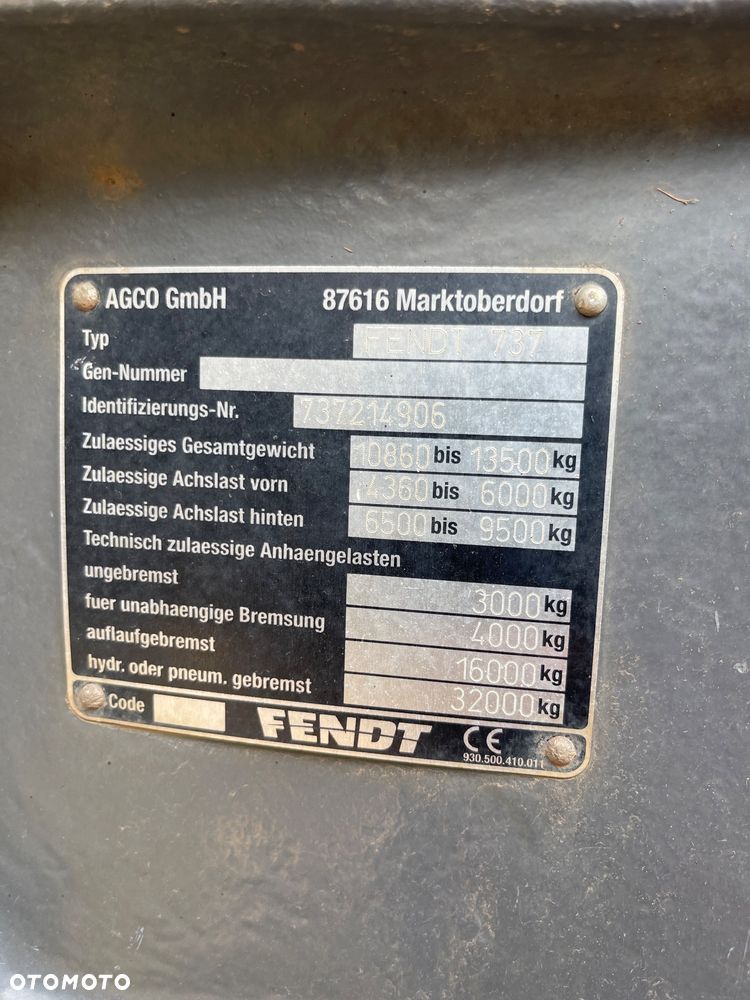 AGCO GmbH 87616 Marktoberdorf
Typ FENDT 737
Gen-Nummer
Identifizierungs-Nr. 737214906
Zulaessiges Gesamtgewicht 10860 bis 13500 kg
Zulaessige Achslast vorn 4360 bis 6000 kg
Zulaessige Achslast hinten 6500 bis 9500 kg
Technisch zulaessige Anhaengelasten
ungebremst 3000 kg
fuer unabhaengige Bremsung 4000 kg
auflaufgebremst 16000 kg
hydr. oder pneum. gebremst 32000 kg
Code FENDT CE
930.500.410.011
OTOMOTO